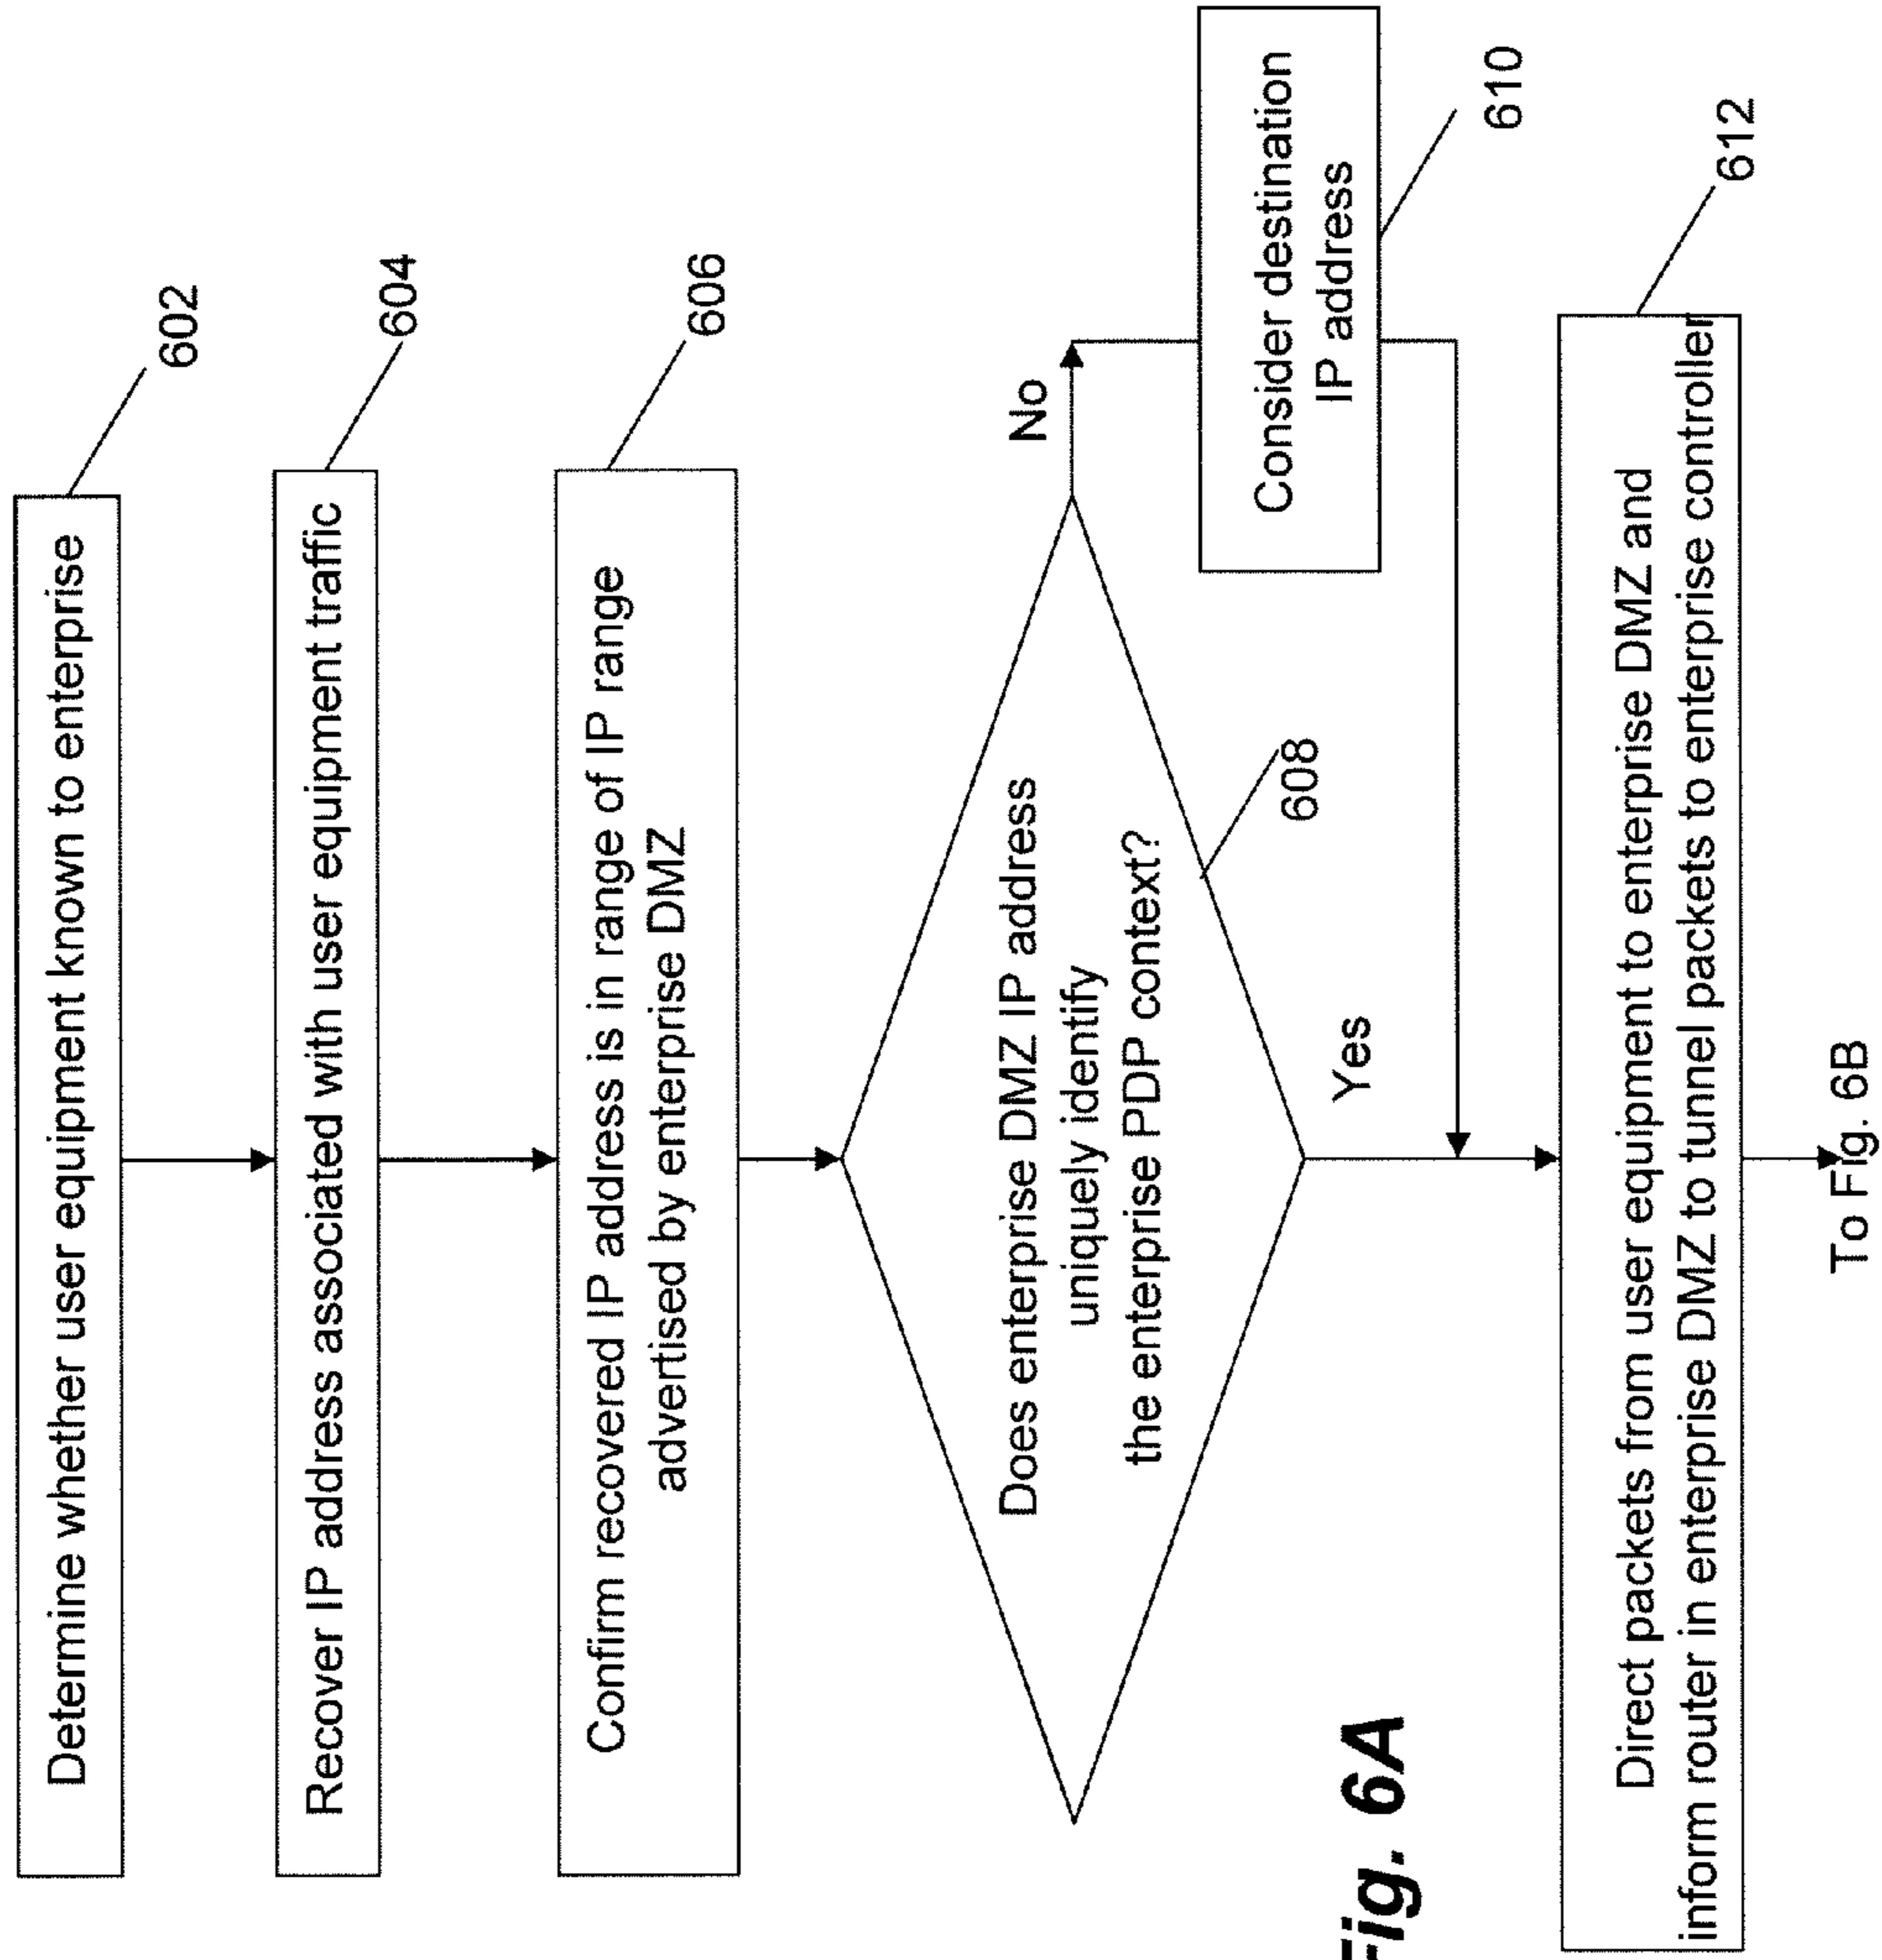 Determine whether user equipment known to enterprise
602
Recover IP address associated with user equipment traffic
604
Confirm recovered IP address is in range of IP range
advertised by enterprise DMZ
606
Does enterprise DMZ IP address
uniquely identify
the enterprise PDP context?
608
No
Consider destination
IP address
610
Yes
Direct packets from user equipment to enterprise DMZ and
inform router in enterprise DMZ to tunnel packets to enterprise controller
612
To Fig. 6B
Fig. 6A